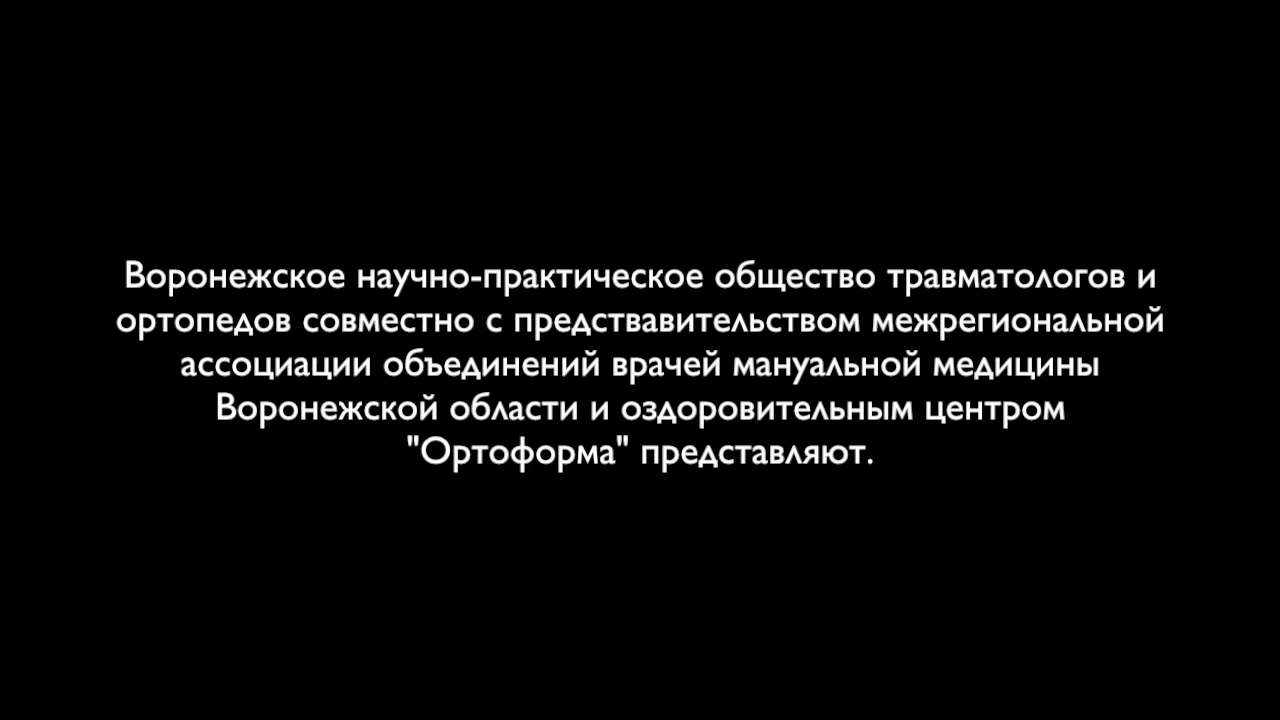 Воронежское научно-практическое общество травматологов и
ортопедов совместно с предствавительством межрегиональной
ассоциации объединений врачей мануальной медицины
Воронежской области и оздоровительным центром
"Ортоформа" представляют.